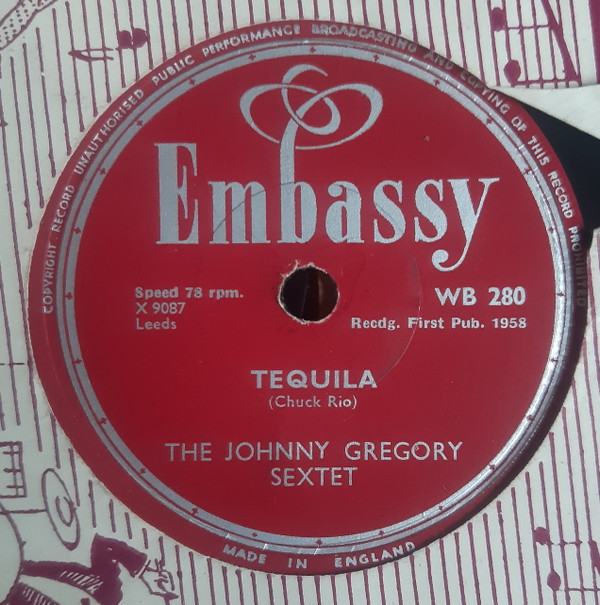 COPYRIGHT RECORD UNAUTHORISED PUBLIC PERFORMANCE BROADCASTING AND COPYING OF THIS RECORD PROHIBITED
Embassy
Speed 78 rpm.
X 9087
Leeds
WB 280
Recdg. First Pub. 1958
TEQUILA
(Chuck Rio)
THE JOHNNY GREGORY
SEXTET
MADE IN ENGLAND